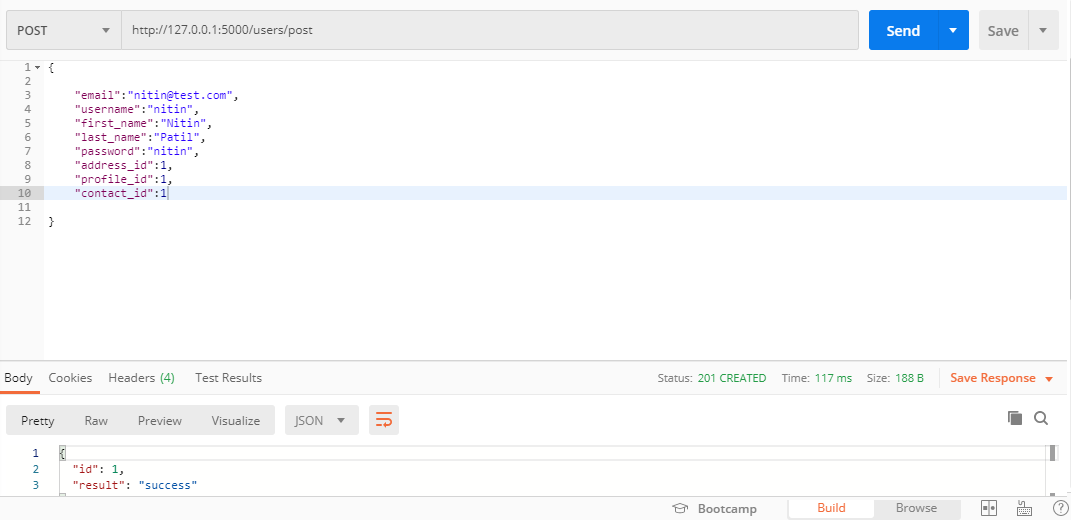 POST http://127.0.0.1:5000/users/post Send Save
1 {
2
3 "email":"nitin@test.com",
4 "username":"nitin",
5 "first_name":"Nitin",
6 "last_name":"Patil",
7 "password":"nitin",
8 "address_id":1,
9 "profile_id":1,
10 "contact_id":1
11
12 }
Body Cookies Headers (4) Test Results Status: 201 CREATED Time: 117 ms Size: 188 B Save Response
Pretty Raw Preview Visualize JSON
1 {
2 "id": 1,
3 "result": "success"
Bootcamp Build Browse ?